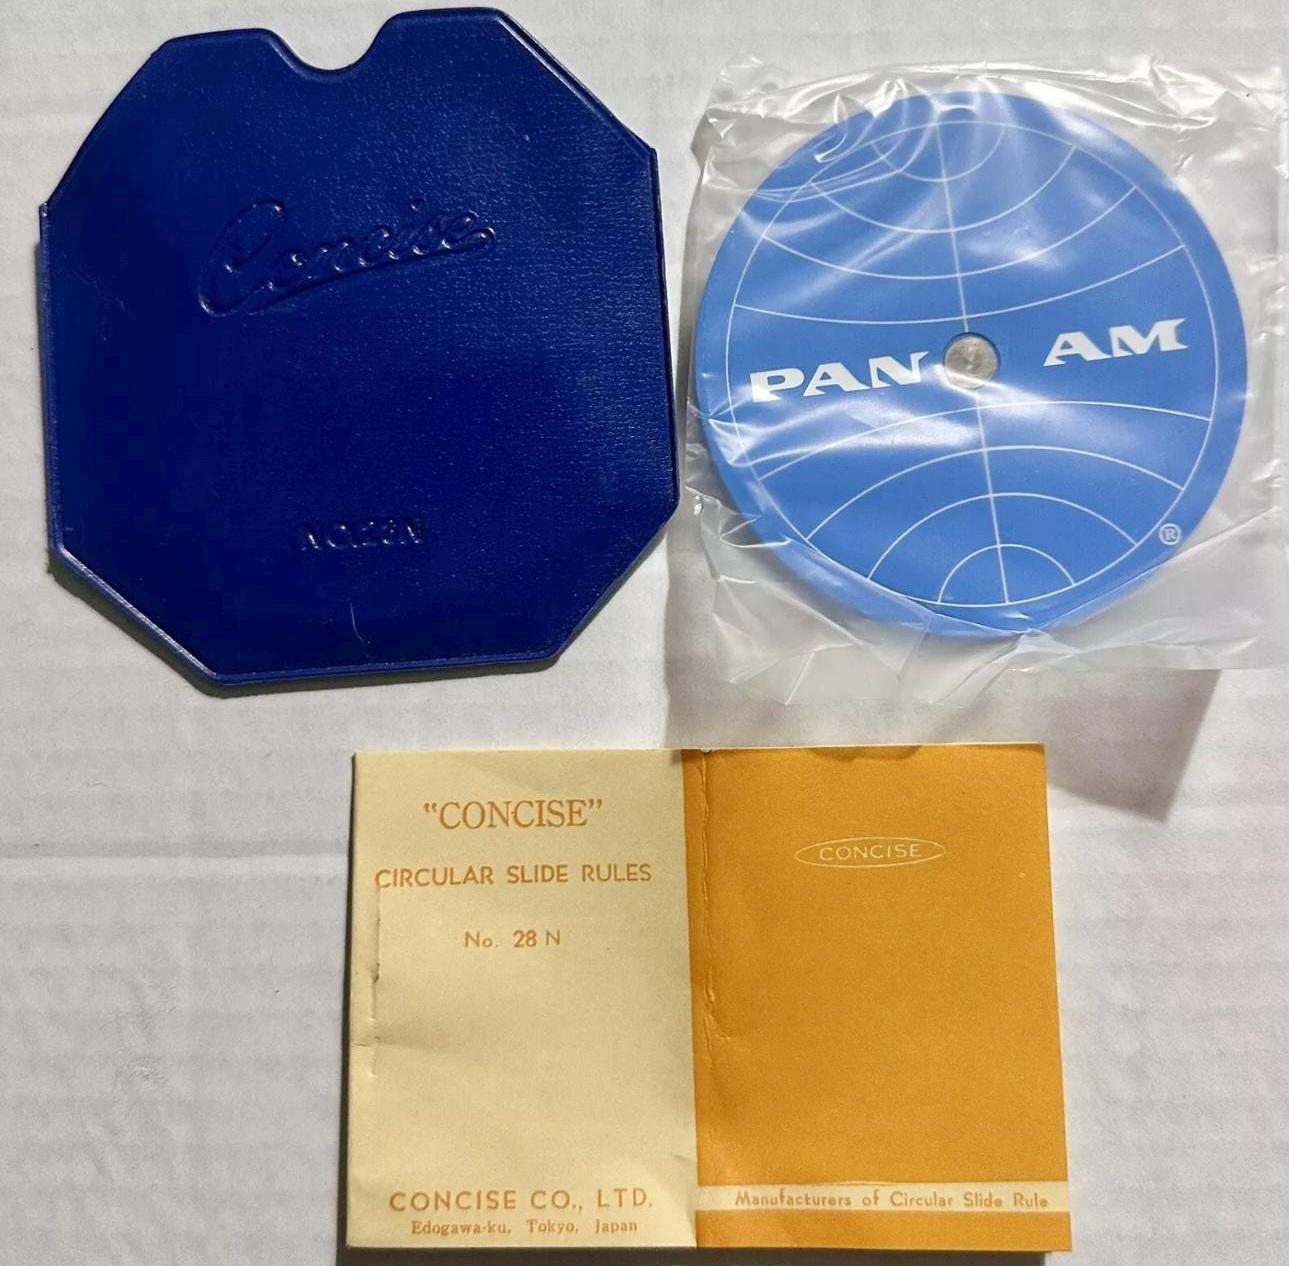 Concise
NO.28N
PAN AM
®
"CONCISE"
CIRCULAR SLIDE RULES
No. 28 N
CONCISE CO., LTD.
Edogawa-ku, Tokyo, Japan
CONCISE
Manufacturers of Circular Slide Rule